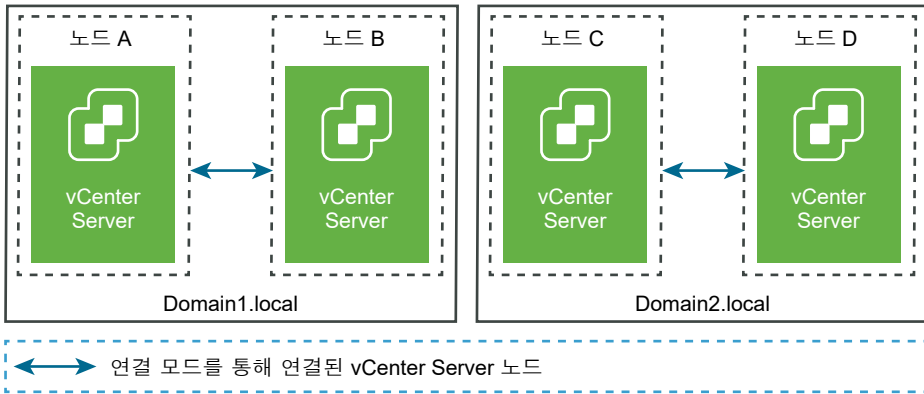 노드 A
노드 B
노드 C
노드 D
vCenter
Server
vCenter
Server
vCenter
Server
vCenter
Server
Domain1.local
Domain2.local
연결 모드를 통해 연결된 vCenter Server 노드